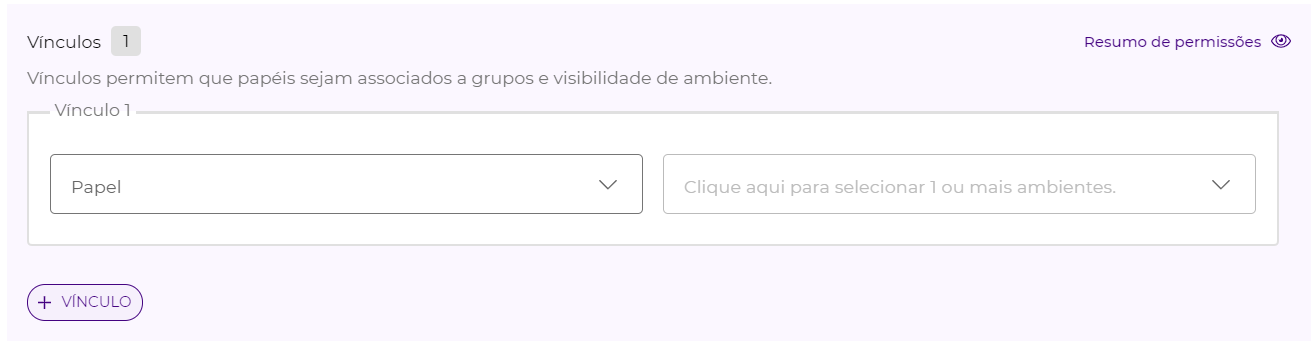 Vínculos 1
Resumo de permissões
Vínculos permitem que papéis sejam associados a grupos e visibilidade de ambiente.
Vínculo 1
Papel
Clique aqui para selecionar 1 ou mais ambientes.
+ VÍNCULO